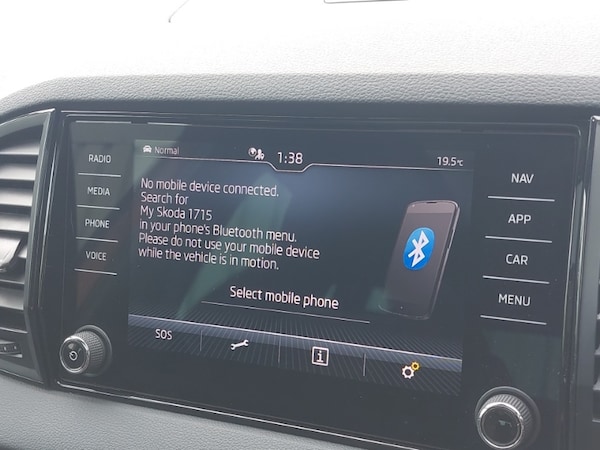 Normal
1:38
19.5°C
RADIO
MEDIA
PHONE
VOICE
No mobile device connected.
Search for
My Skoda 1715
in your phone's Bluetooth menu.
Please do not use your mobile device
while the vehicle is in motion.
Select mobile phone
SOS
NAV
APP
CAR
MENU